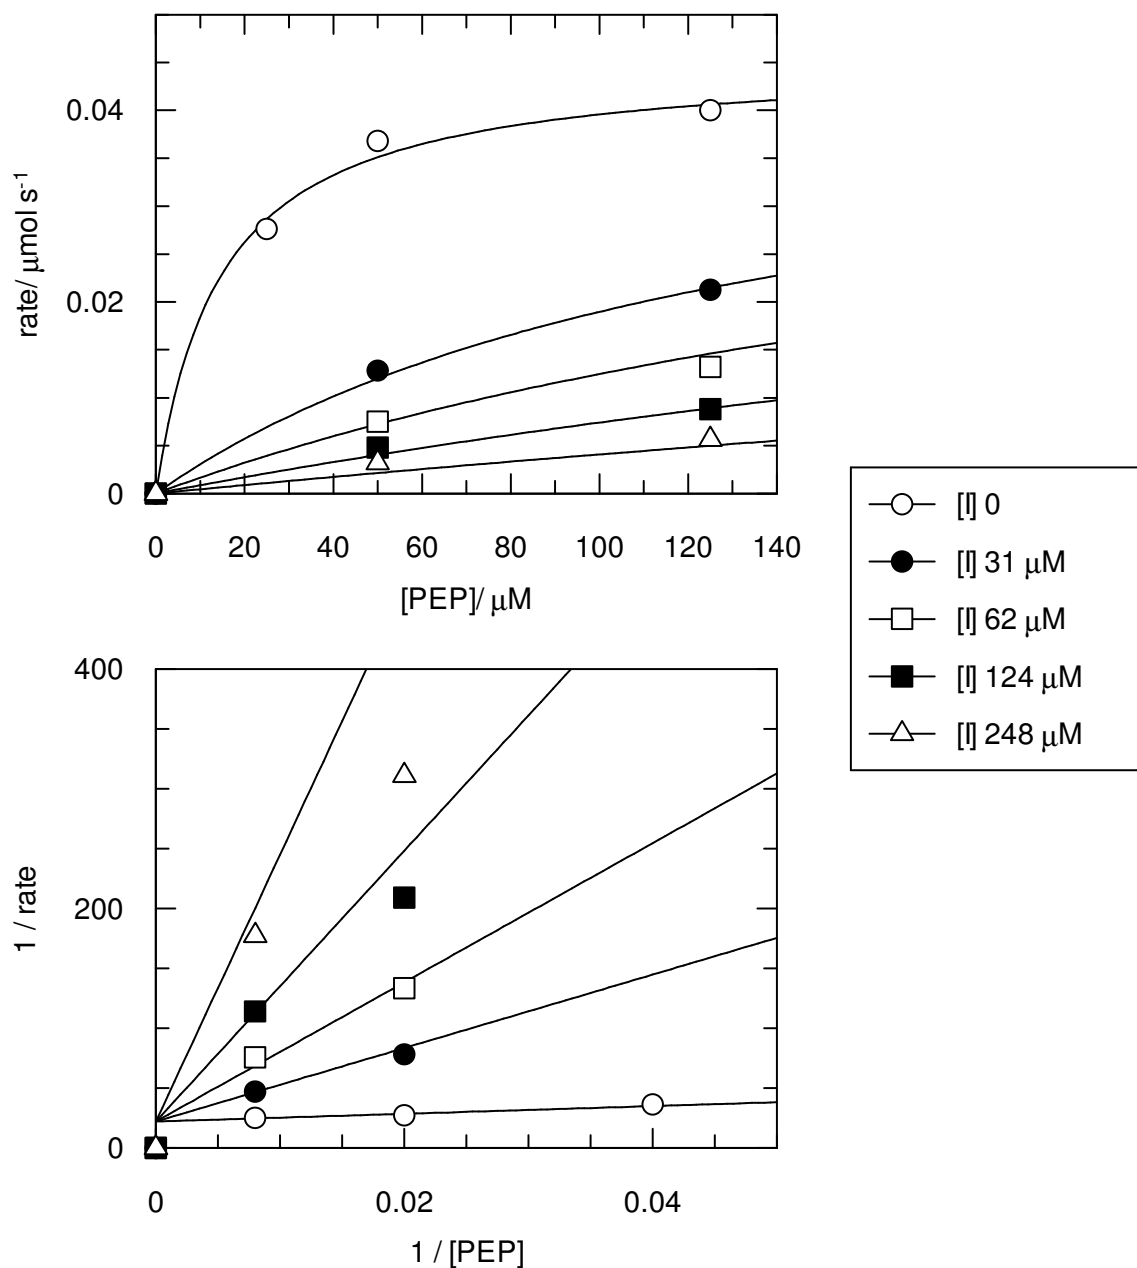 0.04
0.02
0
rate/ μmol s-1
0 20 40 60 80 100 120 140
[PEP]/ μM
[I] 0
[I] 31 μM
[I] 62 μM
[I] 124 μM
[I] 248 μM
400
200
0
1 / rate
0 0.02 0.04
1 / [PEP]